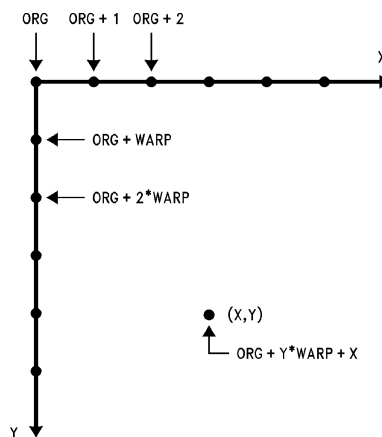 ORG ORG + 1 ORG + 2
X
ORG + WARP
ORG + 2*WARP
(X,Y)
ORG + Y*WARP + X
Y